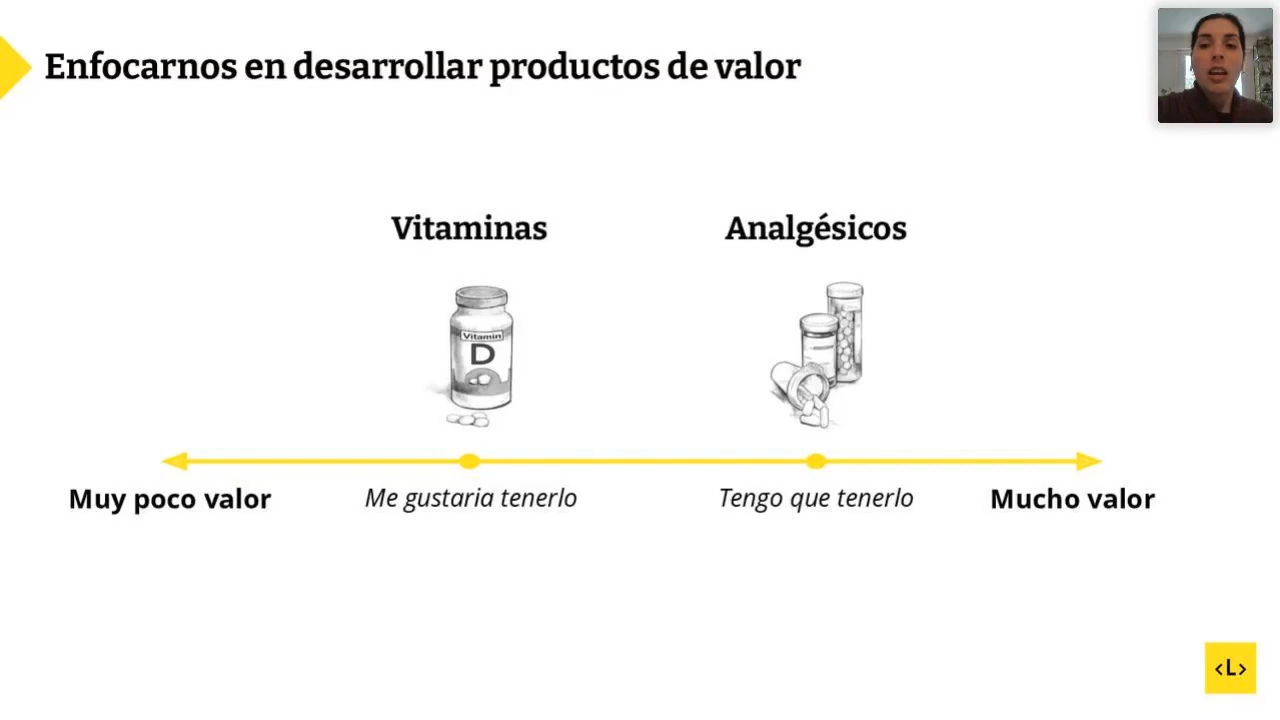 Enfocarnos en desarrollar productos de valor
Vitaminas
Analgésicos
Vitamin
D
Muy poco valor
Me gustaria tenerlo
Tengo que tenerlo
Mucho valor
<L>